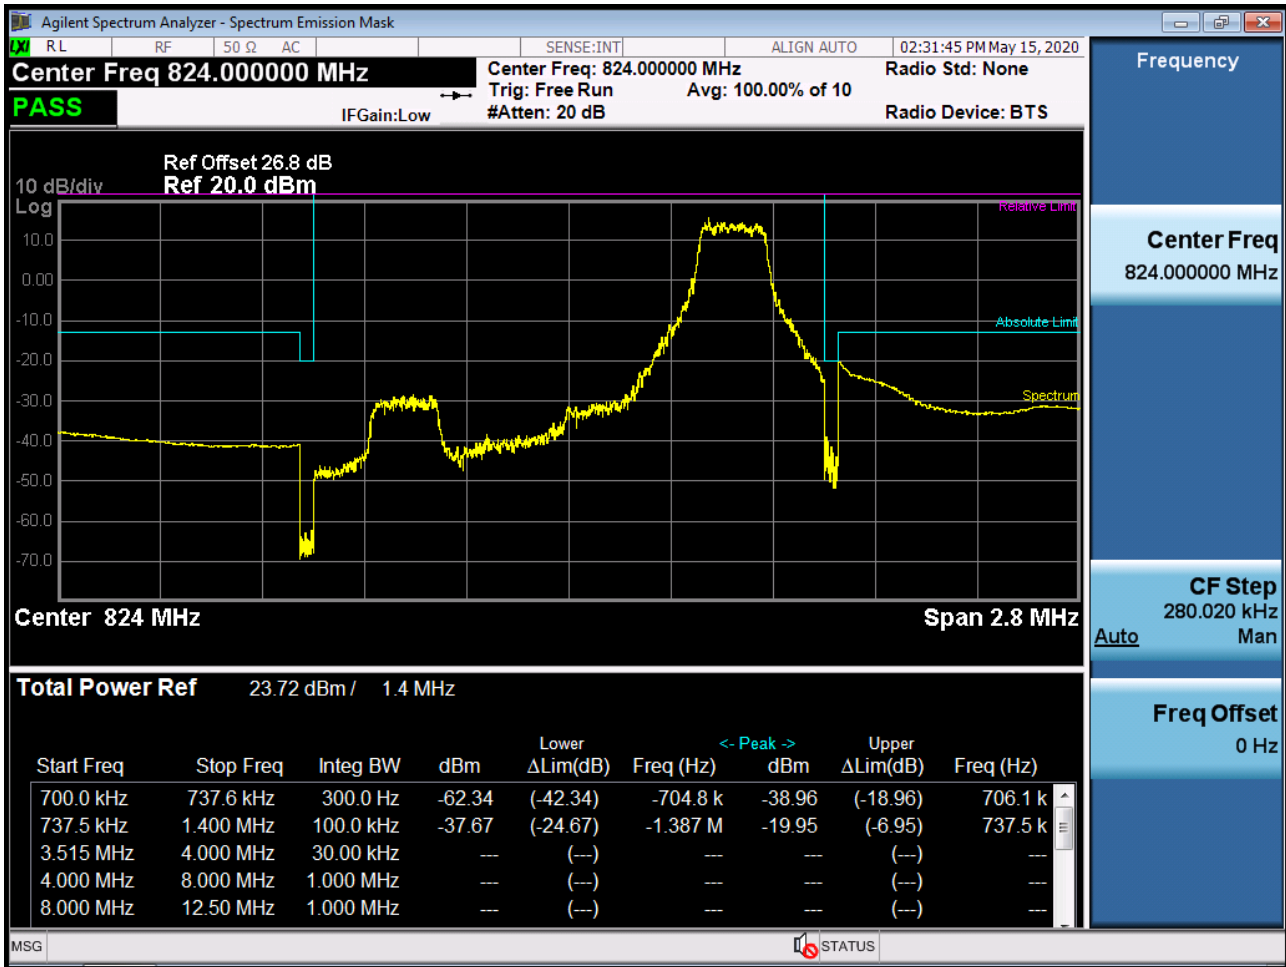 Agilent Spectrum Analyzer - Spectrum Emission Mask
LXI RL RF 50 Ω AC SENSE:INT ALIGN AUTO 02:31:45 PM May 15, 2020
Center Freq 824.000000 MHz
PASS
IFGain:Low
Center Freq: 824.000000 MHz
Trig: Free Run Avg: 100.00% of 10
#Atten: 20 dB
Radio Std: None
Radio Device: BTS
Ref Offset 26.8 dB
10 dB/div Ref 20.0 dBm
Log
Relative Limit
10.0
0.00
-10.0
Absolute Limit
-20.0
-30.0
Spectrum
-40.0
-50.0
-60.0
-70.0
Center 824 MHz Span 2.8 MHz
Total Power Ref 23.72 dBm / 1.4 MHz
Lower <- Peak -> Upper
Start Freq Stop Freq Integ BW dBm ΔLim(dB) Freq (Hz) dBm ΔLim(dB) Freq (Hz)
700.0 kHz 737.6 kHz 300.0 Hz -62.34 (-42.34) -704.8 k -38.96 (-18.96) 706.1 k
737.5 kHz 1.400 MHz 100.0 kHz -37.67 (-24.67) -1.387 M -19.95 (-6.95) 737.5 k
3.515 MHz 4.000 MHz 30.00 kHz --- (---) --- --- (---) ---
4.000 MHz 8.000 MHz 1.000 MHz --- (---) --- --- (---) ---
8.000 MHz 12.50 MHz 1.000 MHz --- (---) --- --- (---) ---
MSG STATUS
Frequency
Center Freq
824.000000 MHz
CF Step
280.020 kHz
Auto Man
Freq Offset
0 Hz